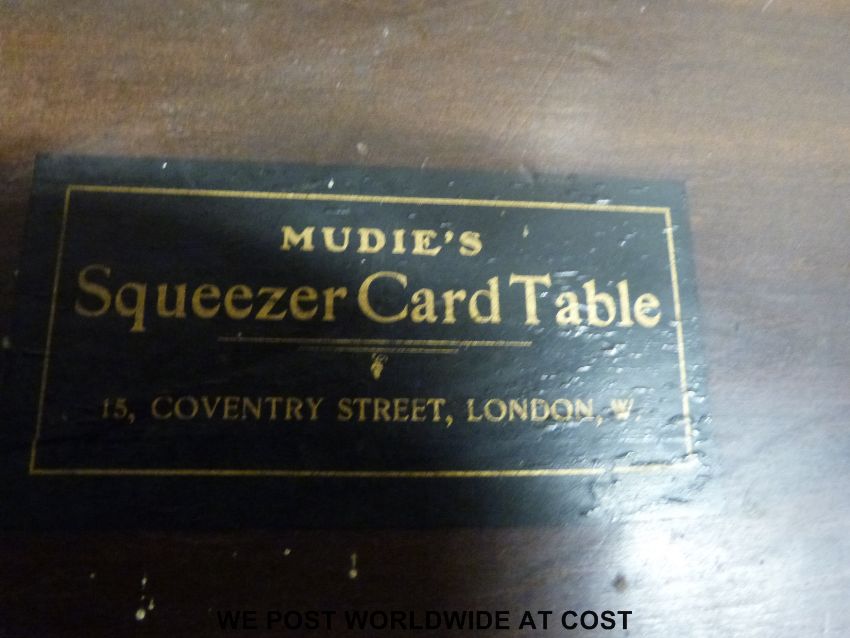 MUDIE'S
Squeezer Card Table
15, COVENTRY STREET, LONDON, W.
WE POST WORLDWIDE AT COST